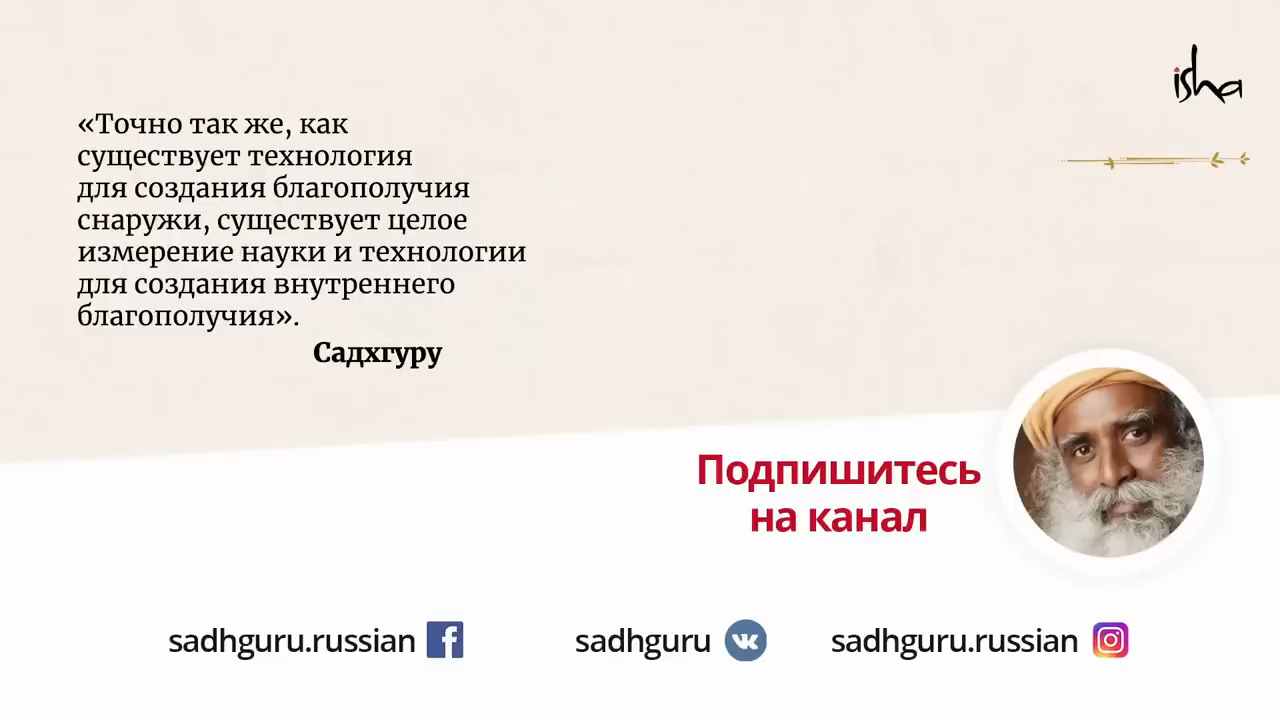 isha
«Точно так же, как
существует технология
для создания благополучия
снаружи, существует целое
измерение науки и технологии
для создания внутреннего
благополучия».
Садхгуру
Подпишитесь
на канал
sadhguru.russian
sadhguru
sadhguru.russian